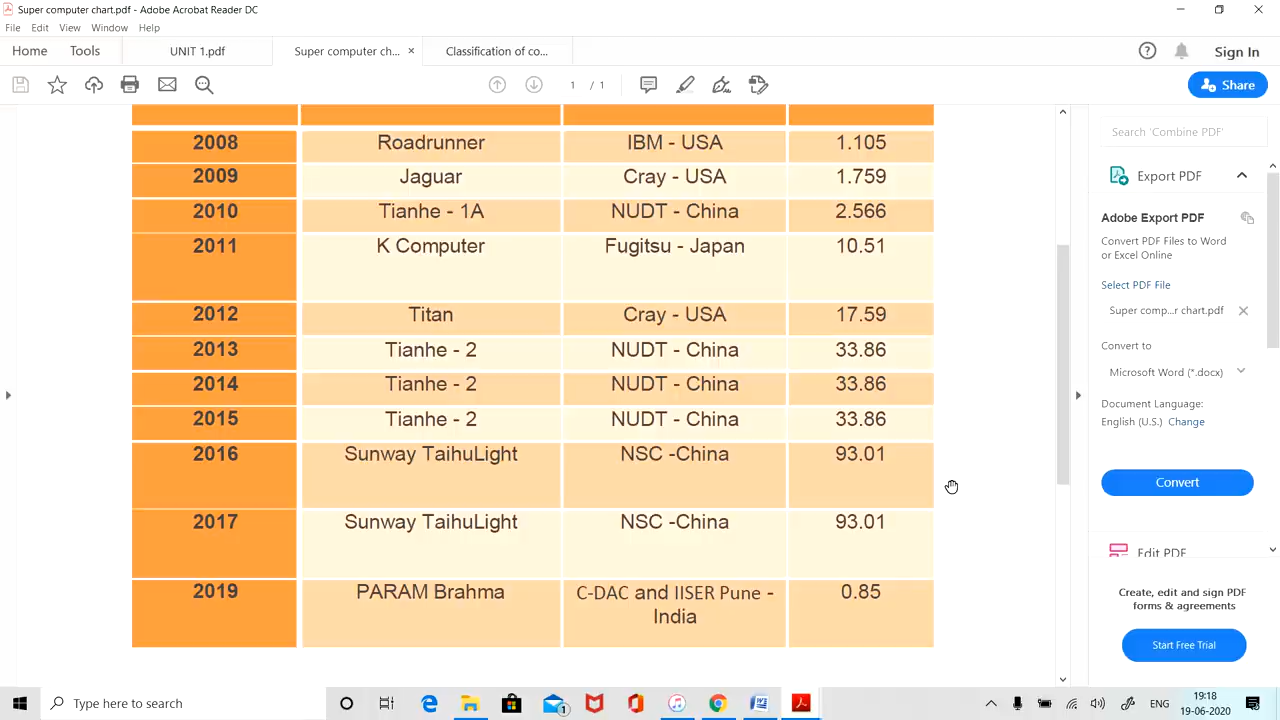 Super computer chart.pdf - Adobe Acrobat Reader DC
File Edit View Window Help
Home Tools UNIT 1.pdf Super computer ch... × Classification of co... Sign In
1 / 1 Share
2008 Roadrunner IBM - USA 1.105
2009 Jaguar Cray - USA 1.759
2010 Tianhe - 1A NUDT - China 2.566
2011 K Computer Fugitsu - Japan 10.51
2012 Titan Cray - USA 17.59
2013 Tianhe - 2 NUDT - China 33.86
2014 Tianhe - 2 NUDT - China 33.86
2015 Tianhe - 2 NUDT - China 33.86
2016 Sunway TaihuLight NSC -China 93.01
2017 Sunway TaihuLight NSC -China 93.01
2019 PARAM Brahma C-DAC and IISER Pune - 0.85
India
Search 'Combine PDF'
Export PDF
Adobe Export PDF
Convert PDF Files to Word
or Excel Online
Select PDF File
Super comp...r chart.pdf
Convert to
Microsoft Word (*.docx)
Document Language:
English (U.S.) Change
Convert
Edit PDF
Create, edit and sign PDF
forms & agreements
Start Free Trial
Type here to search
1
ENG
19:18
19-06-2020